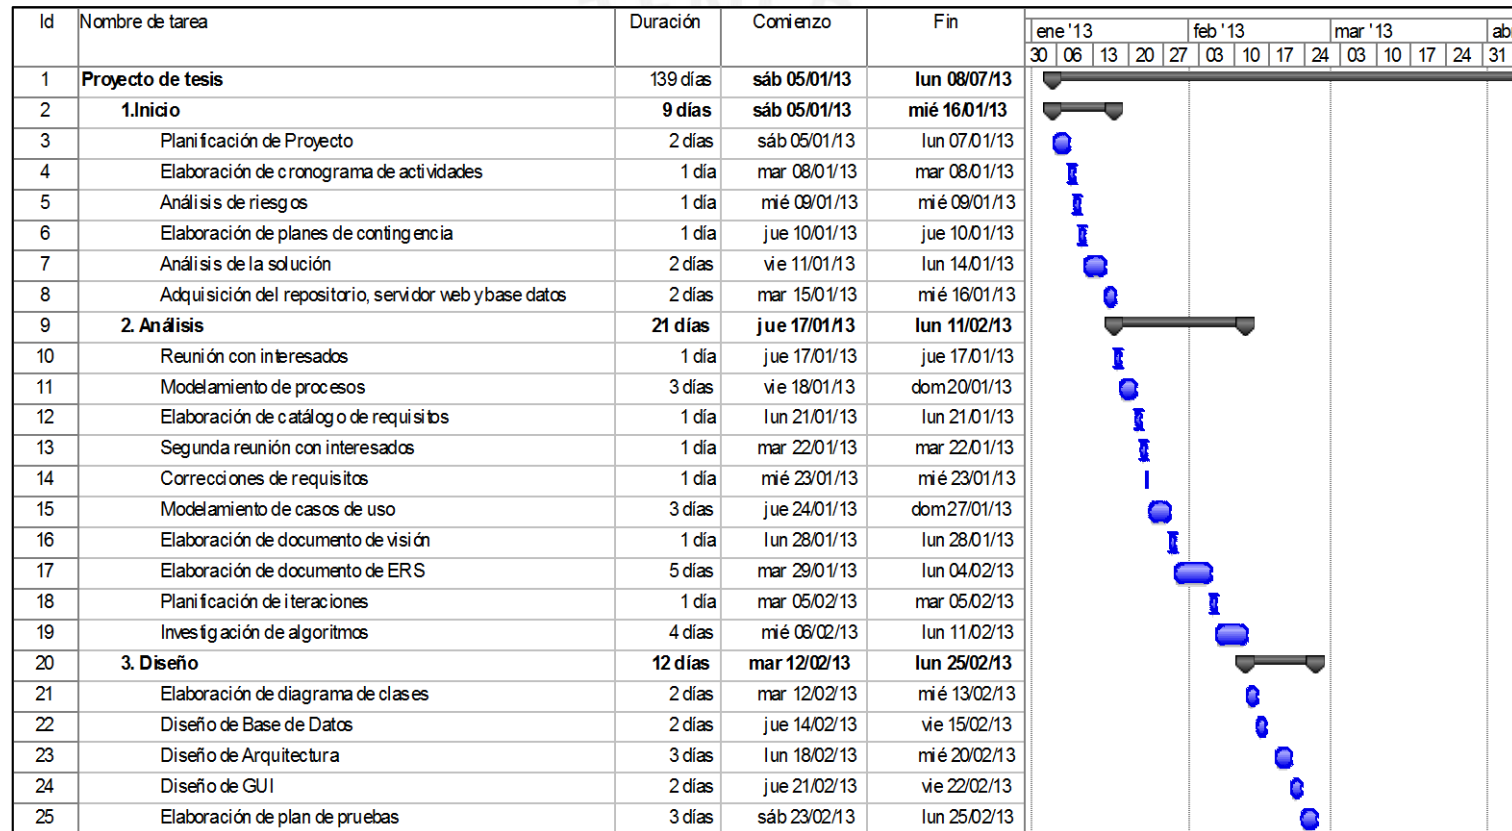 Id Nombre de tarea Duración Comienzo Fin
ene '13 feb '13 mar '13 ab
30 06 13 20 27 03 10 17 24 03 10 17 24 31
1 Proyecto de tesis 139 días sáb 05/01/13 lun 08/07/13
2 1.Inicio 9 días sáb 05/01/13 mié 16/01/13
3 Planificación de Proyecto 2 días sáb 05/01/13 lun 07/01/13
4 Elaboración de cronograma de actividades 1 día mar 08/01/13 mar 08/01/13
5 Análisis de riesgos 1 día mié 09/01/13 mié 09/01/13
6 Elaboración de planes de contingencia 1 día jue 10/01/13 jue 10/01/13
7 Análisis de la solución 2 días vie 11/01/13 lun 14/01/13
8 Adquisición del repositorio, servidor web y base datos 2 días mar 15/01/13 mié 16/01/13
9 2. Análisis 21 días jue 17/01/13 lun 11/02/13
10 Reunión con interesados 1 día jue 17/01/13 jue 17/01/13
11 Modelamiento de procesos 3 días vie 18/01/13 dom 20/01/13
12 Elaboración de catálogo de requisitos 1 día lun 21/01/13 lun 21/01/13
13 Segunda reunión con interesados 1 día mar 22/01/13 mar 22/01/13
14 Correcciones de requisitos 1 día mié 23/01/13 mié 23/01/13
15 Modelamiento de casos de uso 3 días jue 24/01/13 dom 27/01/13
16 Elaboración de documento de visión 1 día lun 28/01/13 lun 28/01/13
17 Elaboración de documento de ERS 5 días mar 29/01/13 lun 04/02/13
18 Planificación de iteraciones 1 día mar 05/02/13 mar 05/02/13
19 Investigación de algoritmos 4 días mié 06/02/13 lun 11/02/13
20 3. Diseño 12 días mar 12/02/13 lun 25/02/13
21 Elaboración de diagrama de clases 2 días mar 12/02/13 mié 13/02/13
22 Diseño de Base de Datos 2 días jue 14/02/13 vie 15/02/13
23 Diseño de Arquitectura 3 días lun 18/02/13 mié 20/02/13
24 Diseño de GUI 2 días jue 21/02/13 vie 22/02/13
25 Elaboración de plan de pruebas 3 días sáb 23/02/13 lun 25/02/13